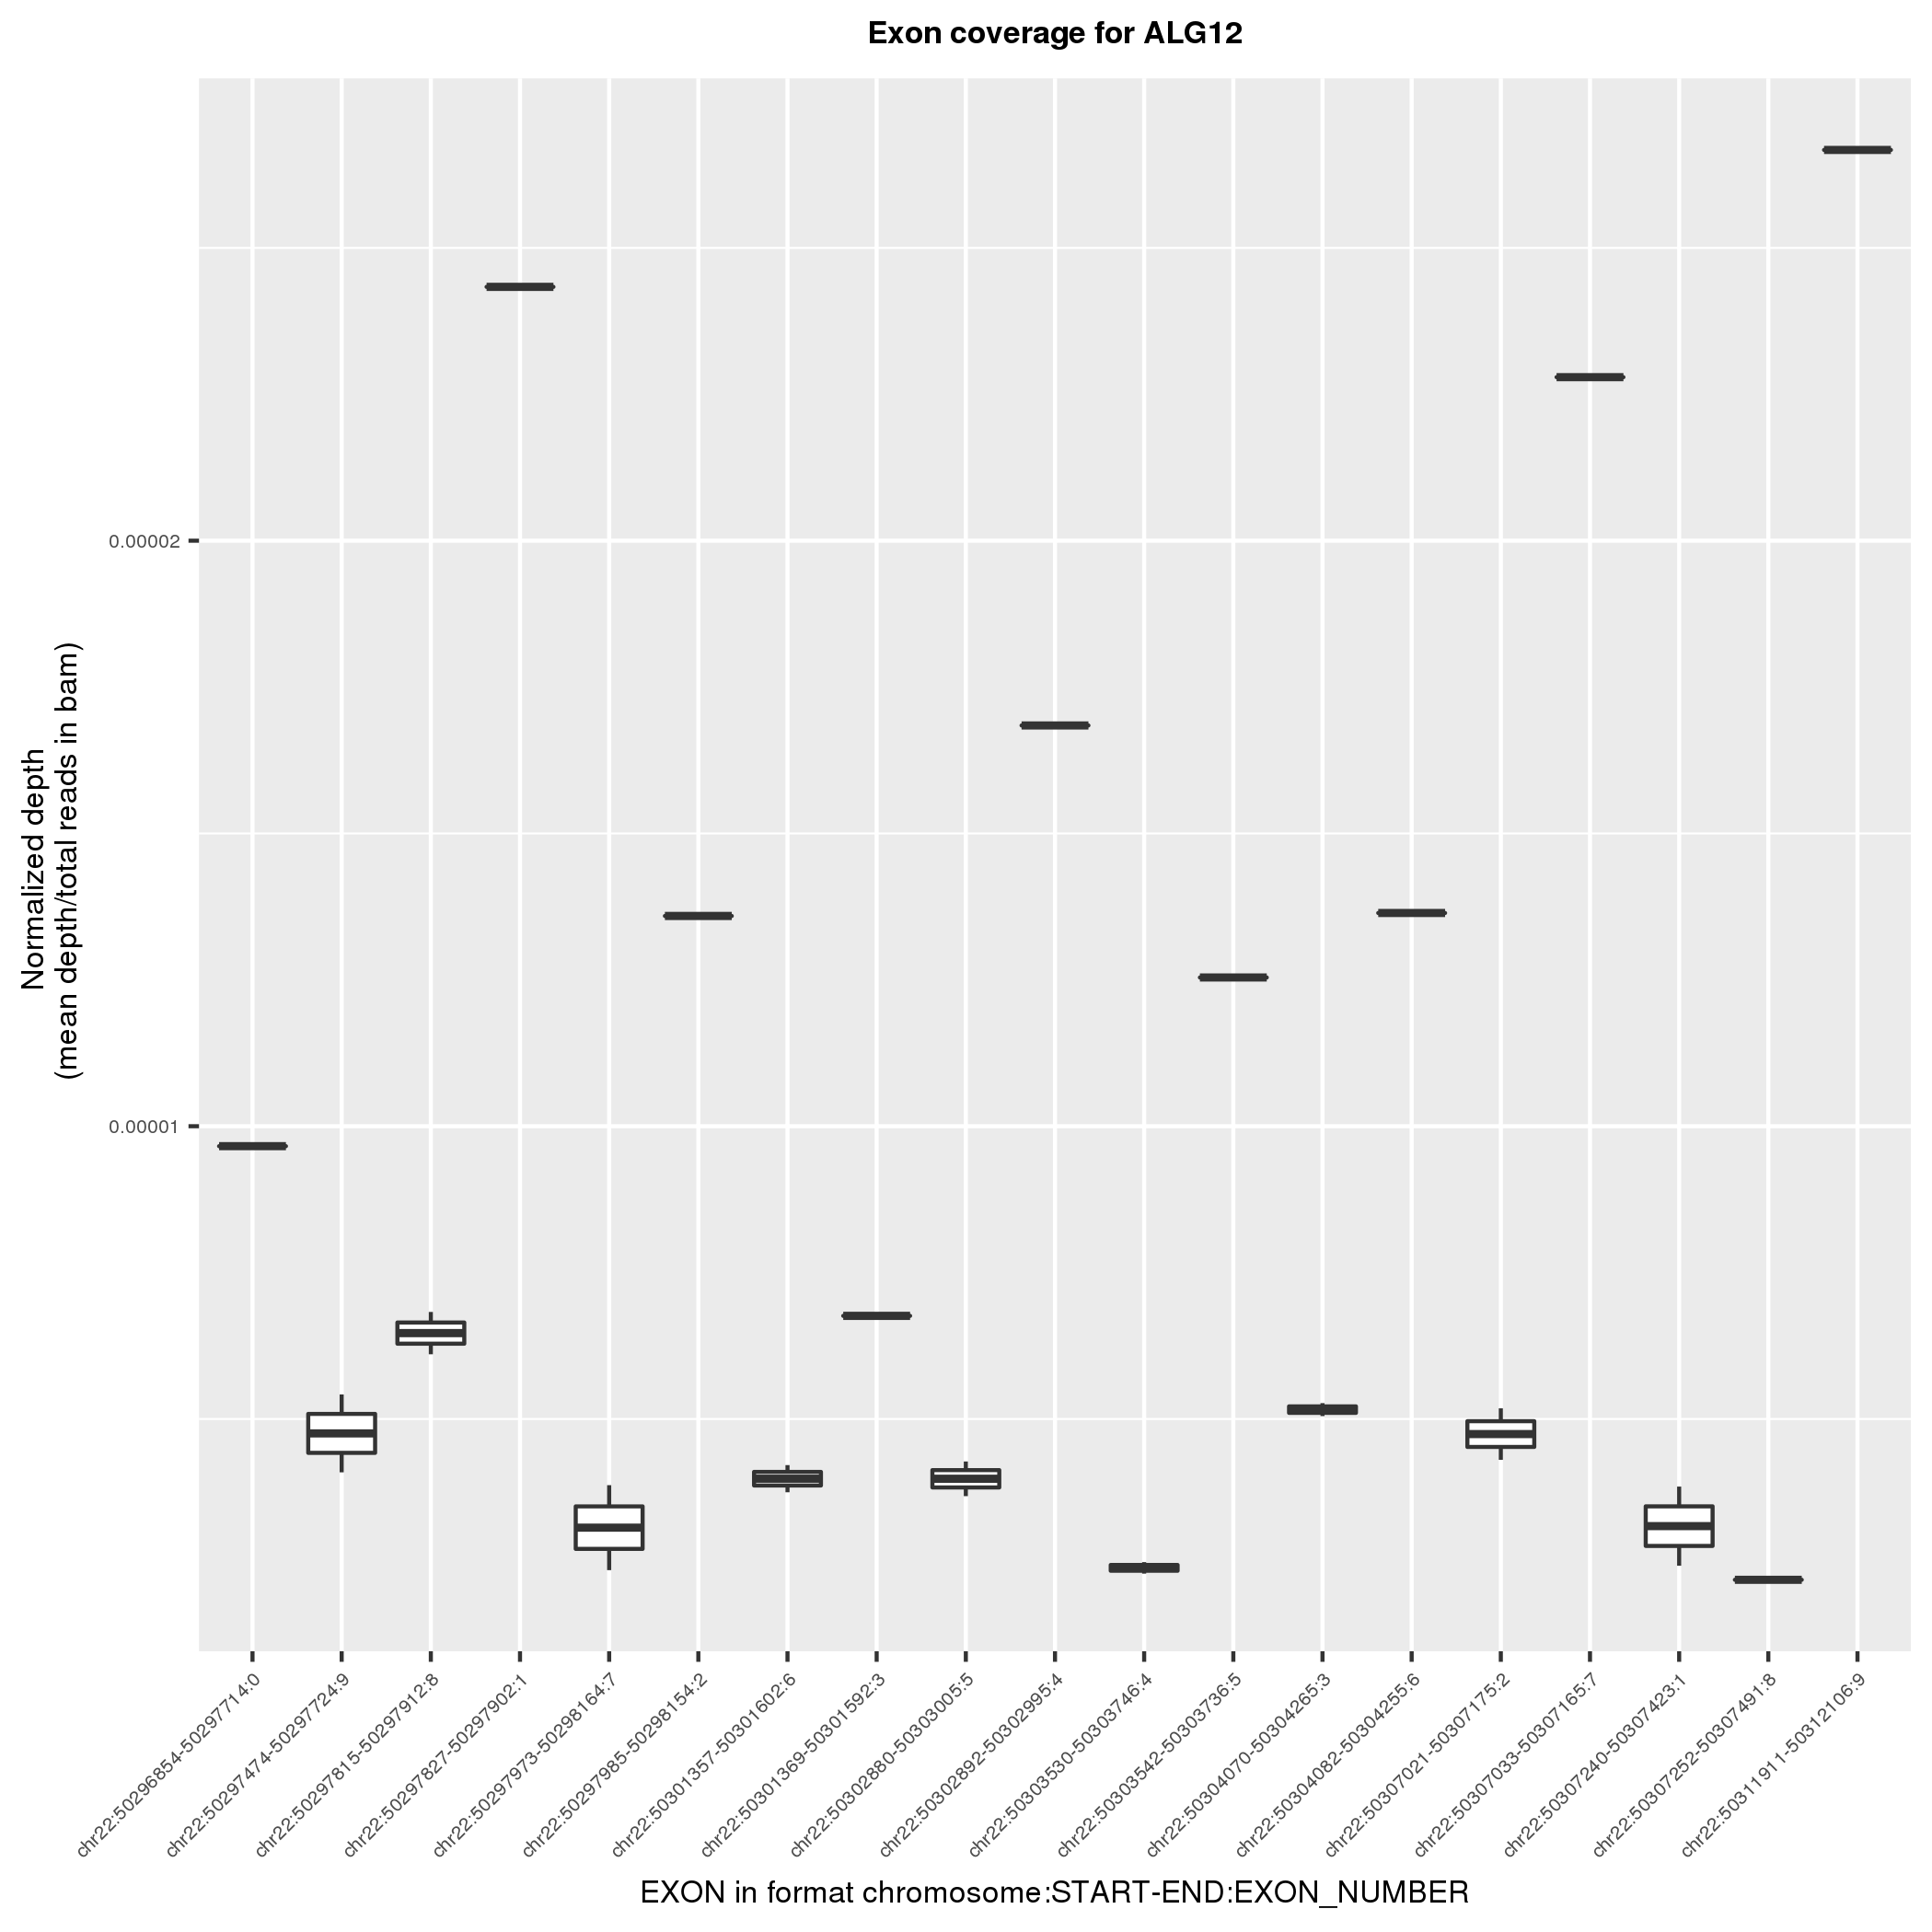 Exon coverage for ALG12
Normalized depth
(mean depth/total reads in bam)
0.00002
0.00001
chr22:50296854-50297714:0
chr22:50297474-50297724:9
chr22:50297815-50297912:8
chr22:50297827-50297902:1
chr22:50297973-50298164:7
chr22:50297985-50298154:2
chr22:50301357-50301602:6
chr22:50301369-50301592:3
chr22:50302880-50303005:5
chr22:50302892-50302995:4
chr22:50303530-50303746:4
chr22:50303542-50303736:5
chr22:50304070-50304265:3
chr22:50304082-50304255:6
chr22:50307021-50307175:2
chr22:50307033-50307165:7
chr22:50307240-50307423:1
chr22:50307252-50307491:8
chr22:50311911-50312106:9
EXON in format chromosome:START-END:EXON_NUMBER